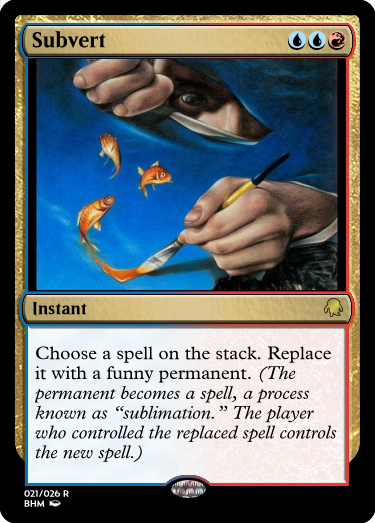 Subvert
Instant
Choose a spell on the stack. Replace
it with a funny permanent. (The
permanent becomes a spell, a process
known as “sublimation.” The player
who controlled the replaced spell controls
the new spell.)
021/026 R
BHM